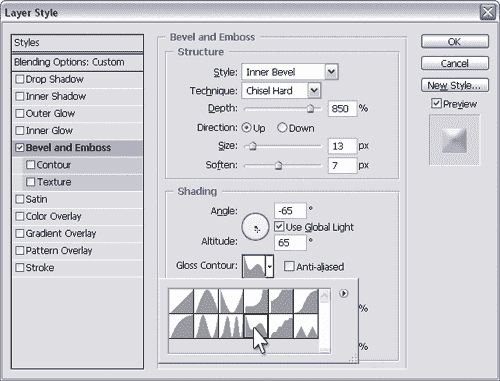 Layer Style
Styles
Blending Options: Custom
Drop Shadow
Inner Shadow
Outer Glow
Inner Glow
Bevel and Emboss
Contour
Texture
Satin
Color Overlay
Gradient Overlay
Pattern Overlay
Stroke
Bevel and Emboss
Structure
Style: Inner Bevel
Technique: Chisel Hard
Depth: 850 %
Direction: Up Down
Size: 13 px
Soften: 7 px
Shading
Angle: -65 °
Use Global Light
Altitude: 65 °
Gloss Contour: Anti-aliased
%
%
OK
Cancel
New Style...
Preview